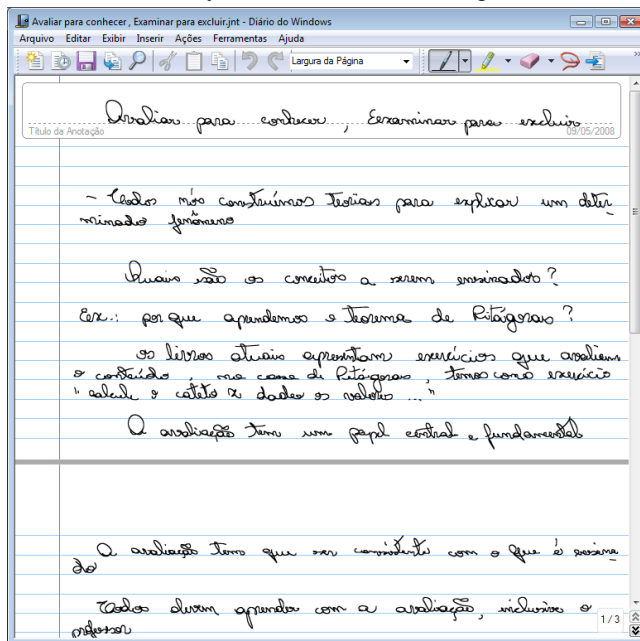 Avaliar para conhecer , Examinar para excluir.jnt - Diário do Windows
Arquivo Editar Exibir Inserir Ações Ferramentas Ajuda
Largura da Página
Avaliar para conhecer , Examinar para excluir
Título da Anotação 09/05/2008
- Todos nós construímos teorias para explicar um deter
minado fenômeno
Quais são os conceitos a serem ensinados?
Ex.: por que aprendemos o teorema de Pitágoras?
os livros atuais apresentam exercícios que avaliam
o conteúdo , no caso de Pitágoras , temos como exercício
" calcule o cateto x dados os valores ..."
A avaliação tem um papel central e fundamental
A avaliação tem que ser consistente com o que é ensina
do
Todos devem aprender com a avaliação, inclusive o
professor
1/3